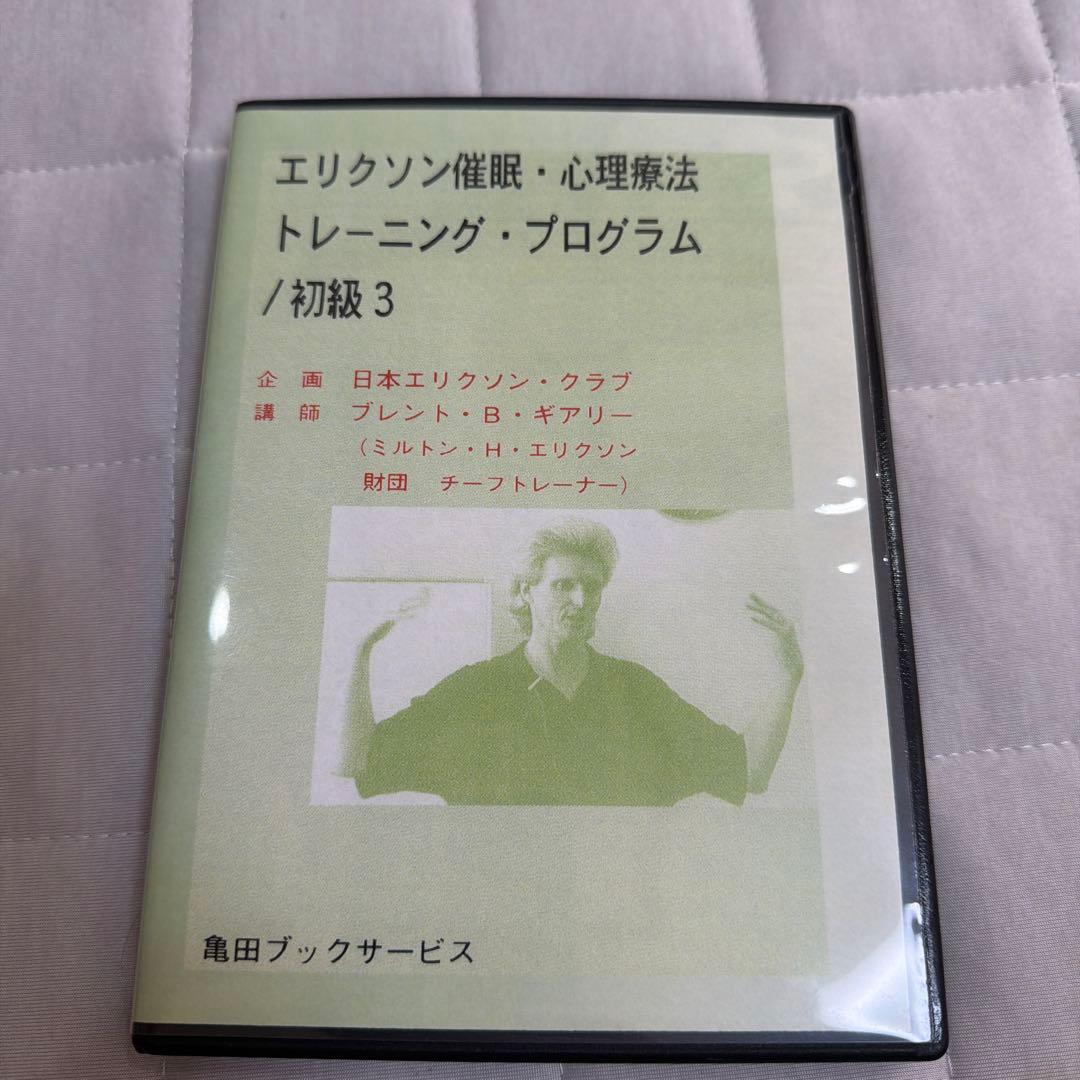 エリクソン催眠・心理療法
トレーニング・プログラム
/初級3
企　画　日本エリクソン・クラブ
講　師　ブレント・B・ギアリー
（ミルトン・H・エリクソン
財団　チーフトレーナー）
亀田ブックサービス